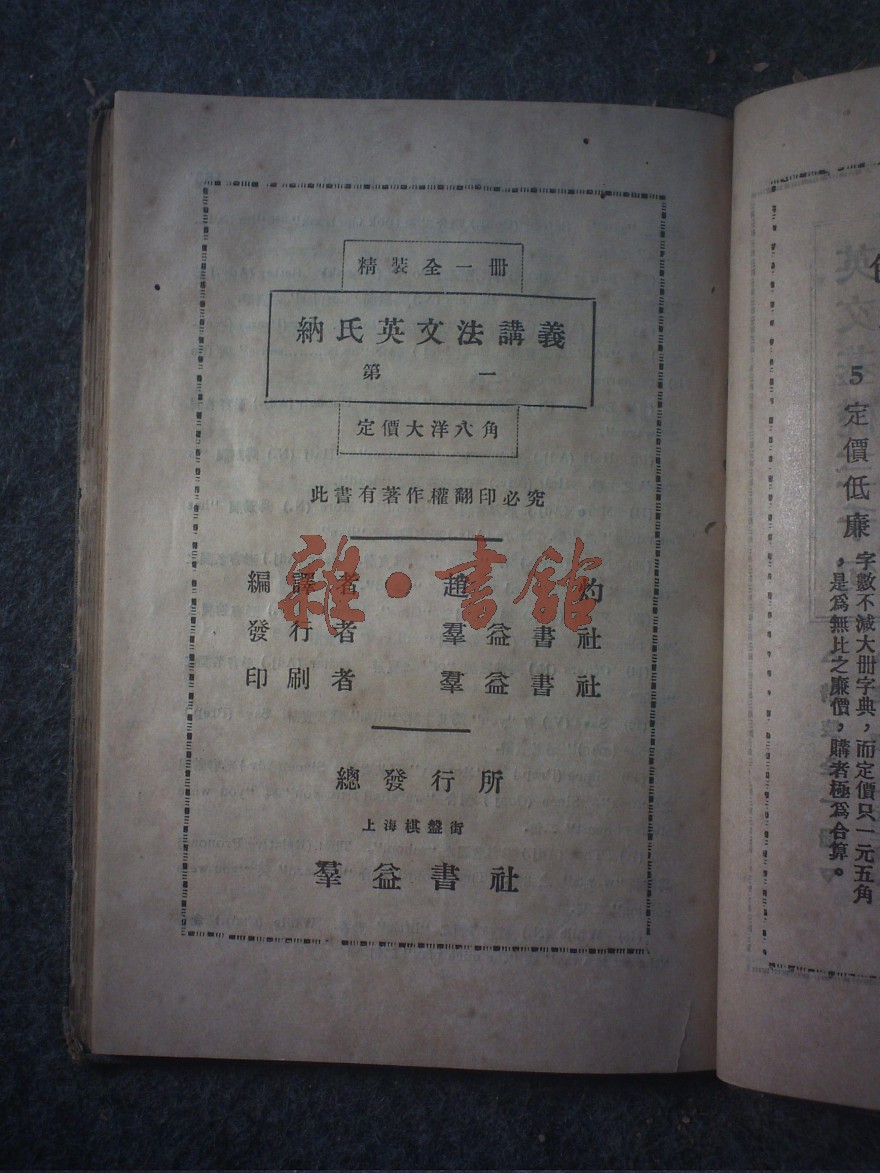 精裝全一冊
納氏英文法講義
第一
定價大洋八角
此書有著作權翻印必究
編譯者 趙灼
發行者 羣益書社
印刷者 羣益書社
總發行所
上海棋盤街
羣益書社
雜·書館
5 定價低廉
字數不減大冊字典，而定價只一元五角
，是爲無比之廉價，購者極爲合算。